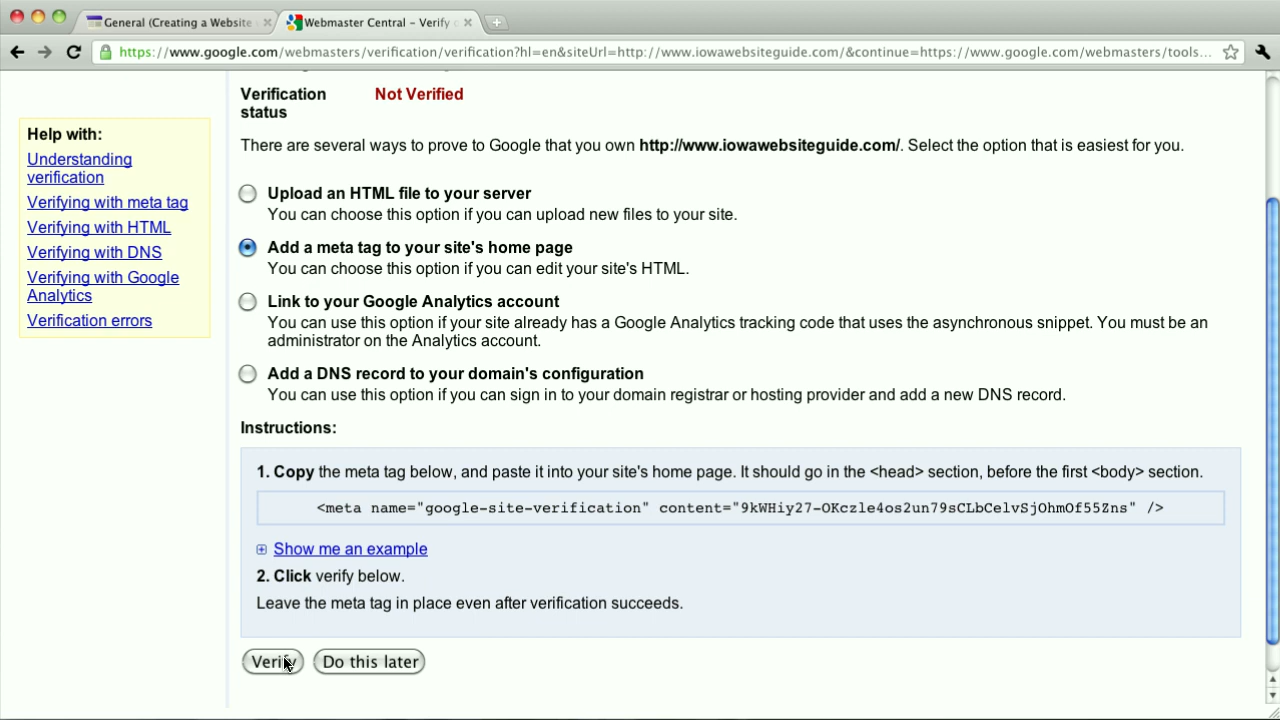 General (Creating a Website
Webmaster Central – Verify
https://www.google.com/webmasters/verification/verification?hl=en&siteUrl=http://www.iowawebsiteguide.com/&continue=https://www.google.com/webmasters/tools...
Verification status
Not Verified
Help with:
Understanding
verification
Verifying with meta tag
Verifying with HTML
Verifying with DNS
Verifying with Google
Analytics
Verification errors
There are several ways to prove to Google that you own http://www.iowawebsiteguide.com/. Select the option that is easiest for you.
Upload an HTML file to your server
You can choose this option if you can upload new files to your site.
Add a meta tag to your site's home page
You can choose this option if you can edit your site's HTML.
Link to your Google Analytics account
You can use this option if your site already has a Google Analytics tracking code that uses the asynchronous snippet. You must be an
administrator on the Analytics account.
Add a DNS record to your domain's configuration
You can use this option if you can sign in to your domain registrar or hosting provider and add a new DNS record.
Instructions:
1. Copy the meta tag below, and paste it into your site's home page. It should go in the <head> section, before the first <body> section.
<meta name="google-site-verification" content="9kWHiy27-OKczle4os2un79sCLbCelvSjOhmOf55Zns" />
Show me an example
2. Click verify below.
Leave the meta tag in place even after verification succeeds.
Verify
Do this later